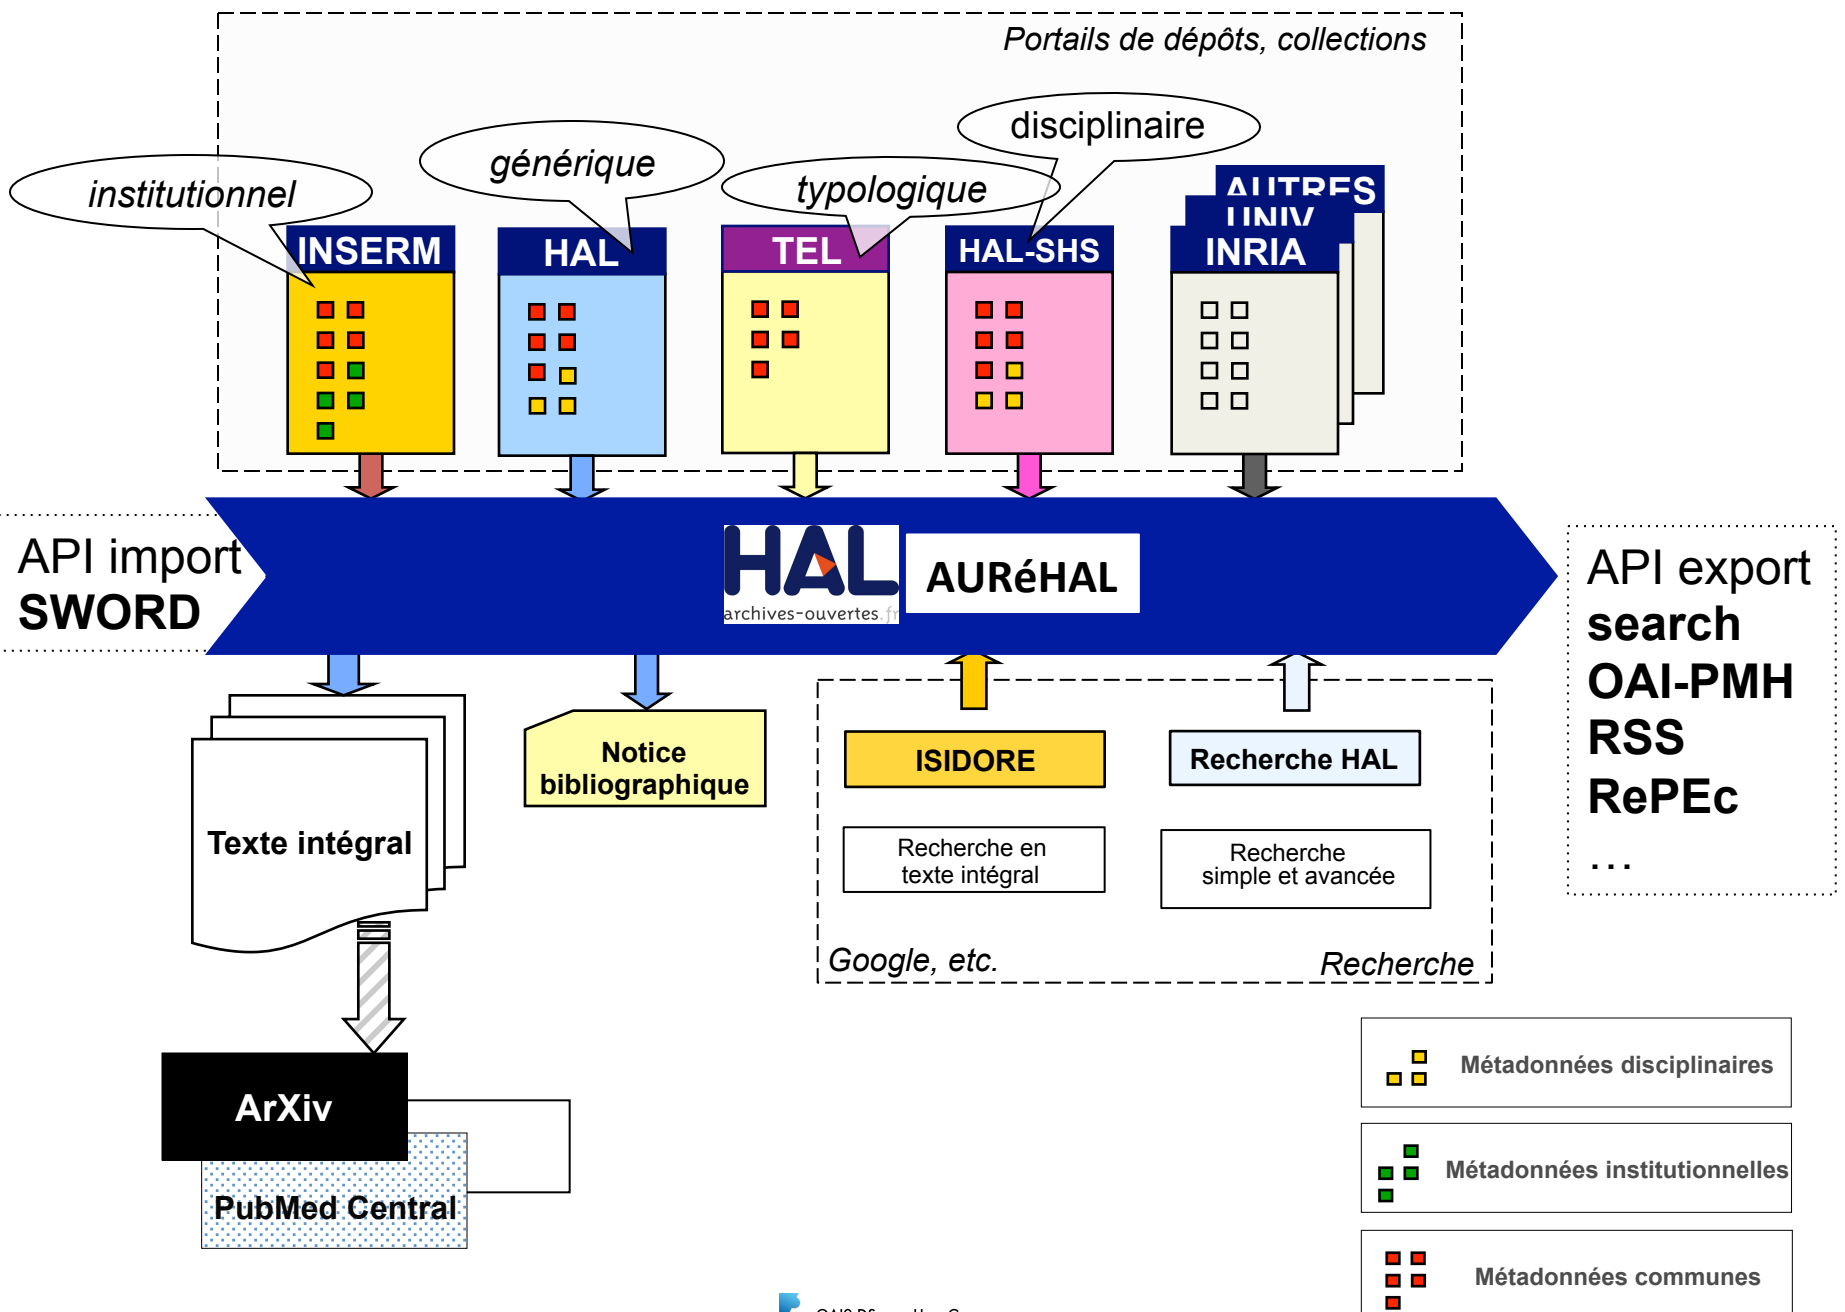 Portails de dépôts, collections
disciplinaire
générique
typologique
institutionnel
AUTRES
UNIV
INSERM
HAL
TEL
HAL-SHS
INRIA
API import
SWORD
HAL
archives-ouvertes.fr
AURéHAL
API export
search
OAI-PMH
RSS
RePEc
...
Texte intégral
Notice
bibliographique
ISIDORE
Recherche HAL
Recherche en
texte intégral
Recherche
simple et avancée
Google, etc.
Recherche
ArXiv
PubMed Central
Métadonnées disciplinaires
Métadonnées institutionnelles
Métadonnées communes